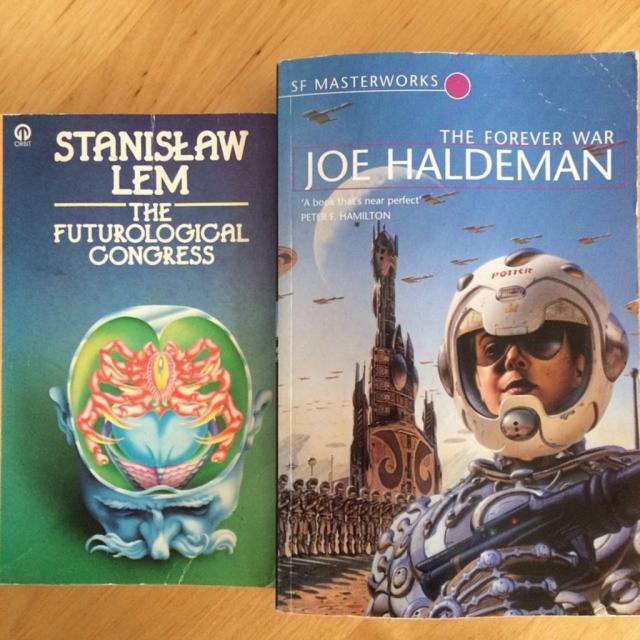 ORBIT
STANISŁAW
LEM
THE
FUTUROLOGICAL
CONGRESS
SF MASTERWORKS
THE FOREVER WAR
JOE HALDEMAN
'A book that's near perfect'
PETER F. HAMILTON
POTTER